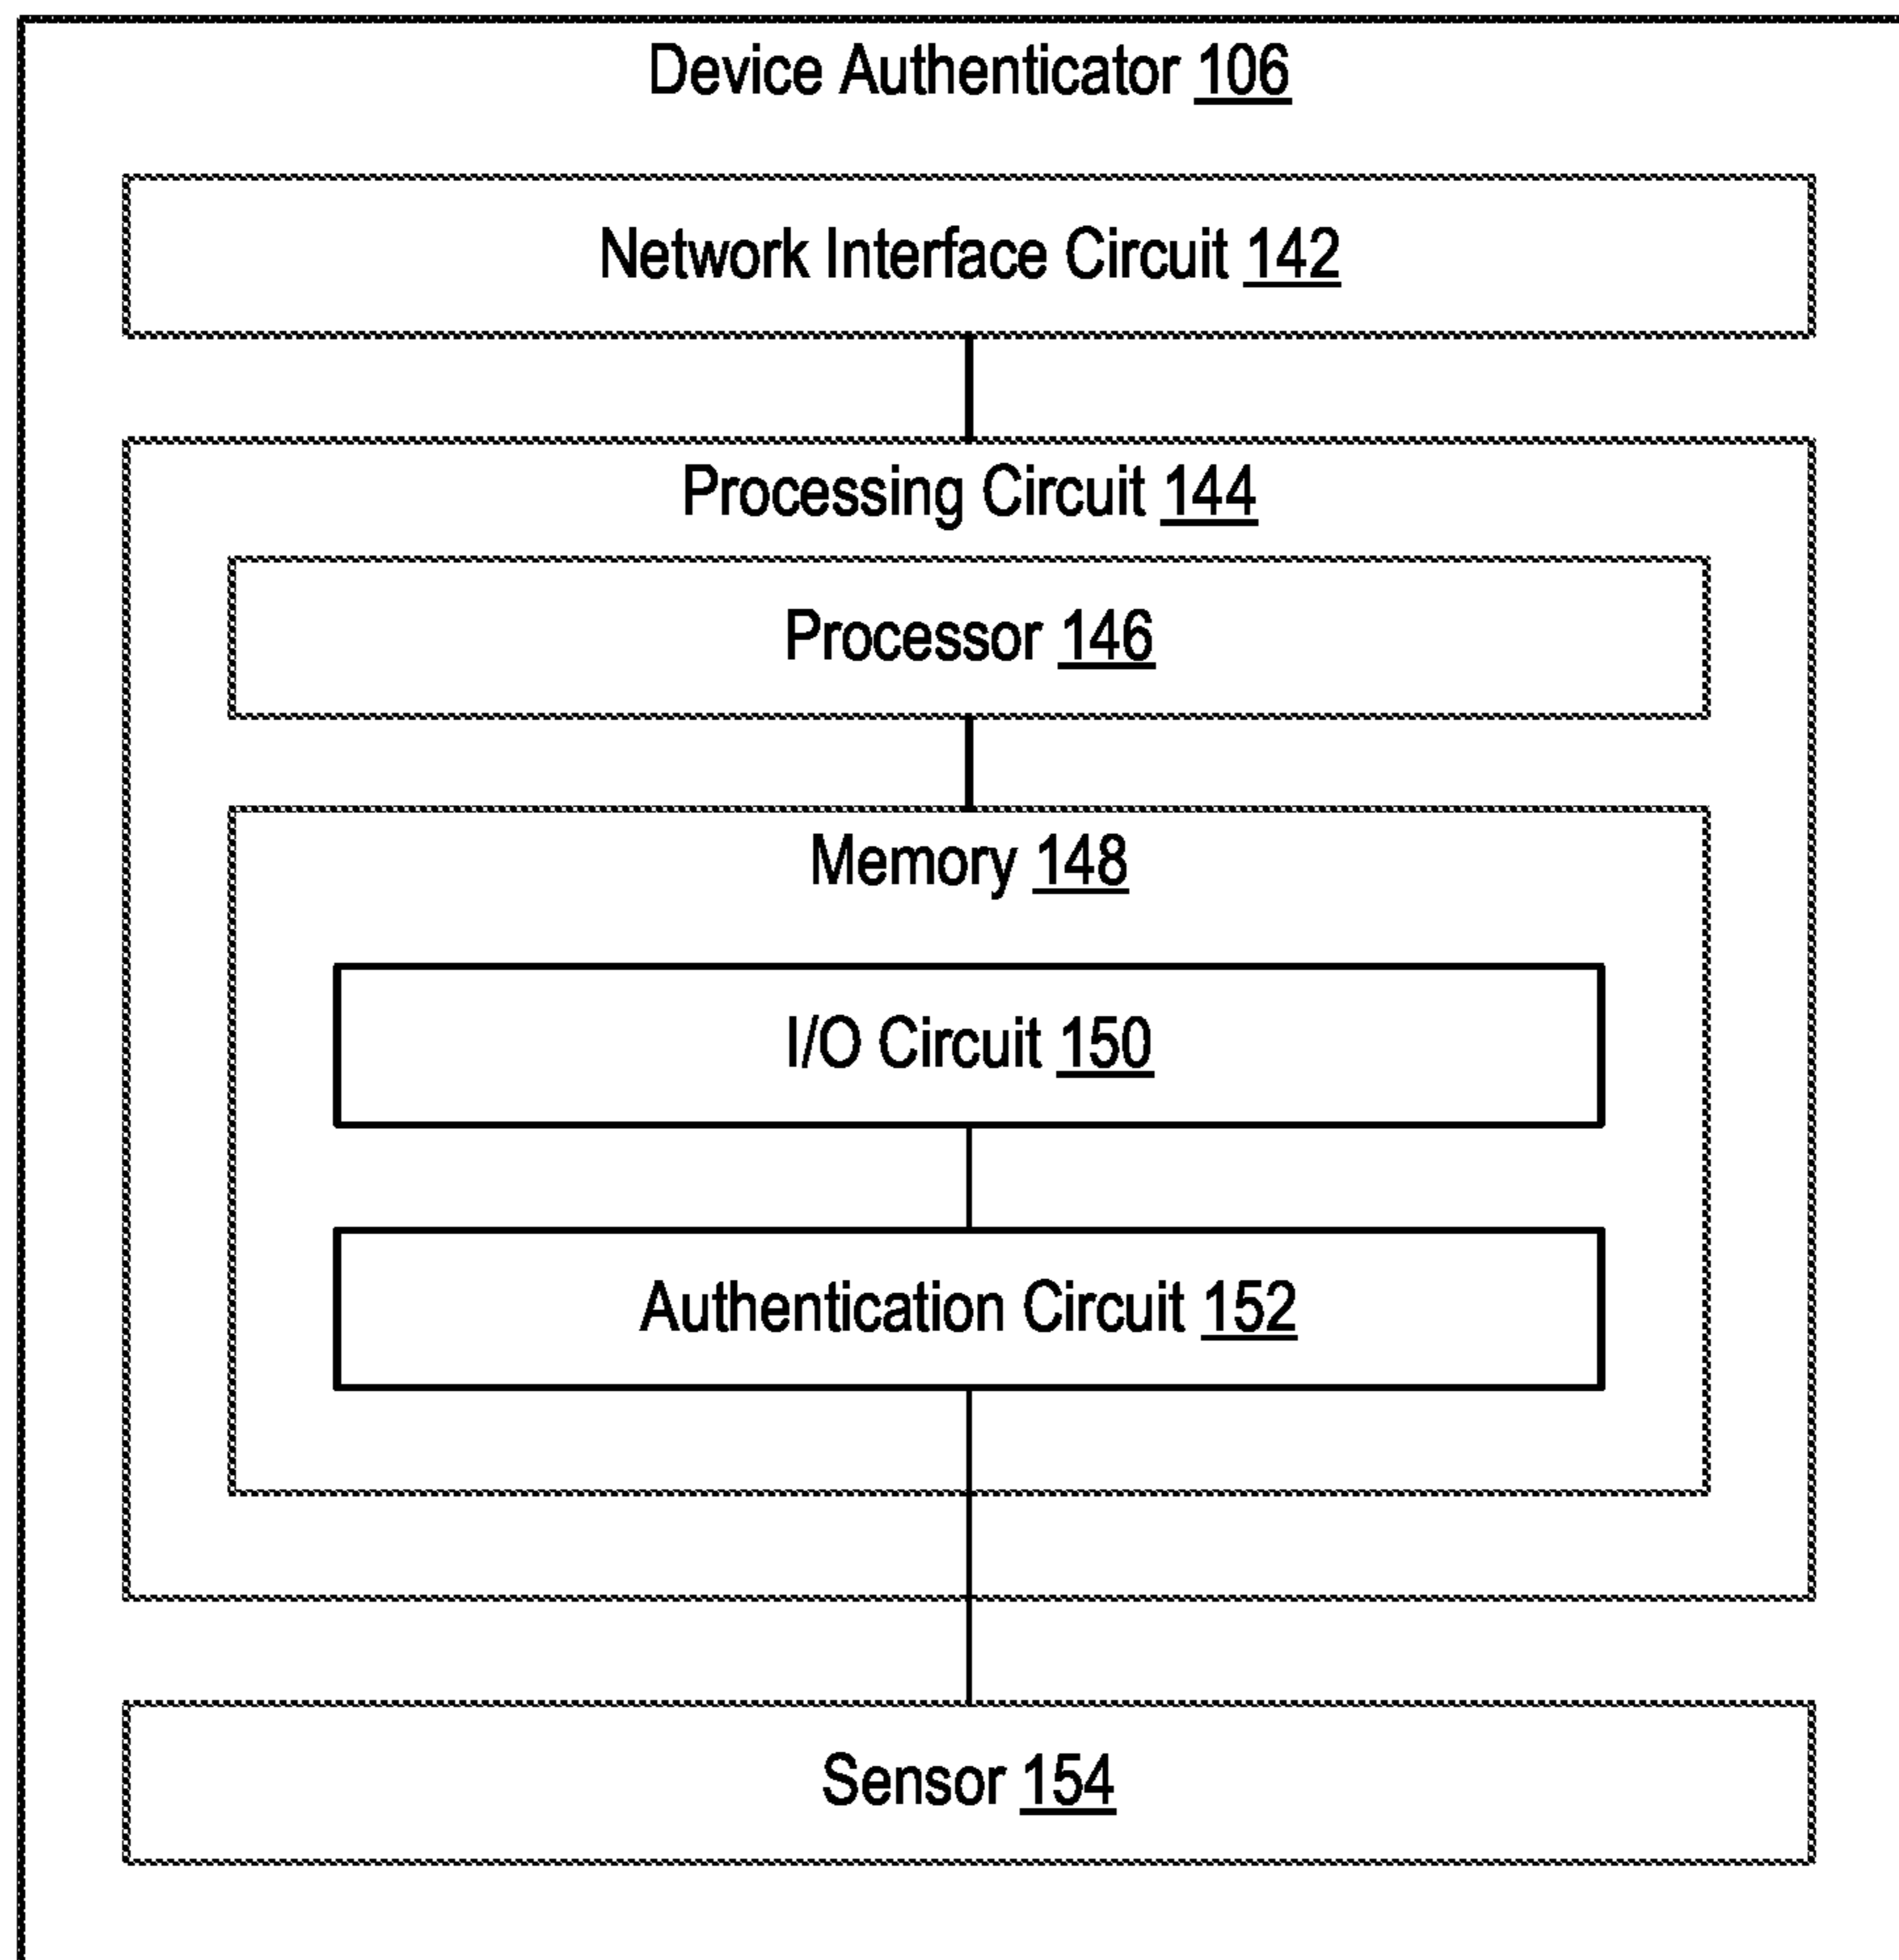 Device Authenticator 106
Network Interface Circuit 142
Processing Circuit 144
Processor 146
Memory 148
I/O Circuit 150
Authentication Circuit 152
Sensor 154